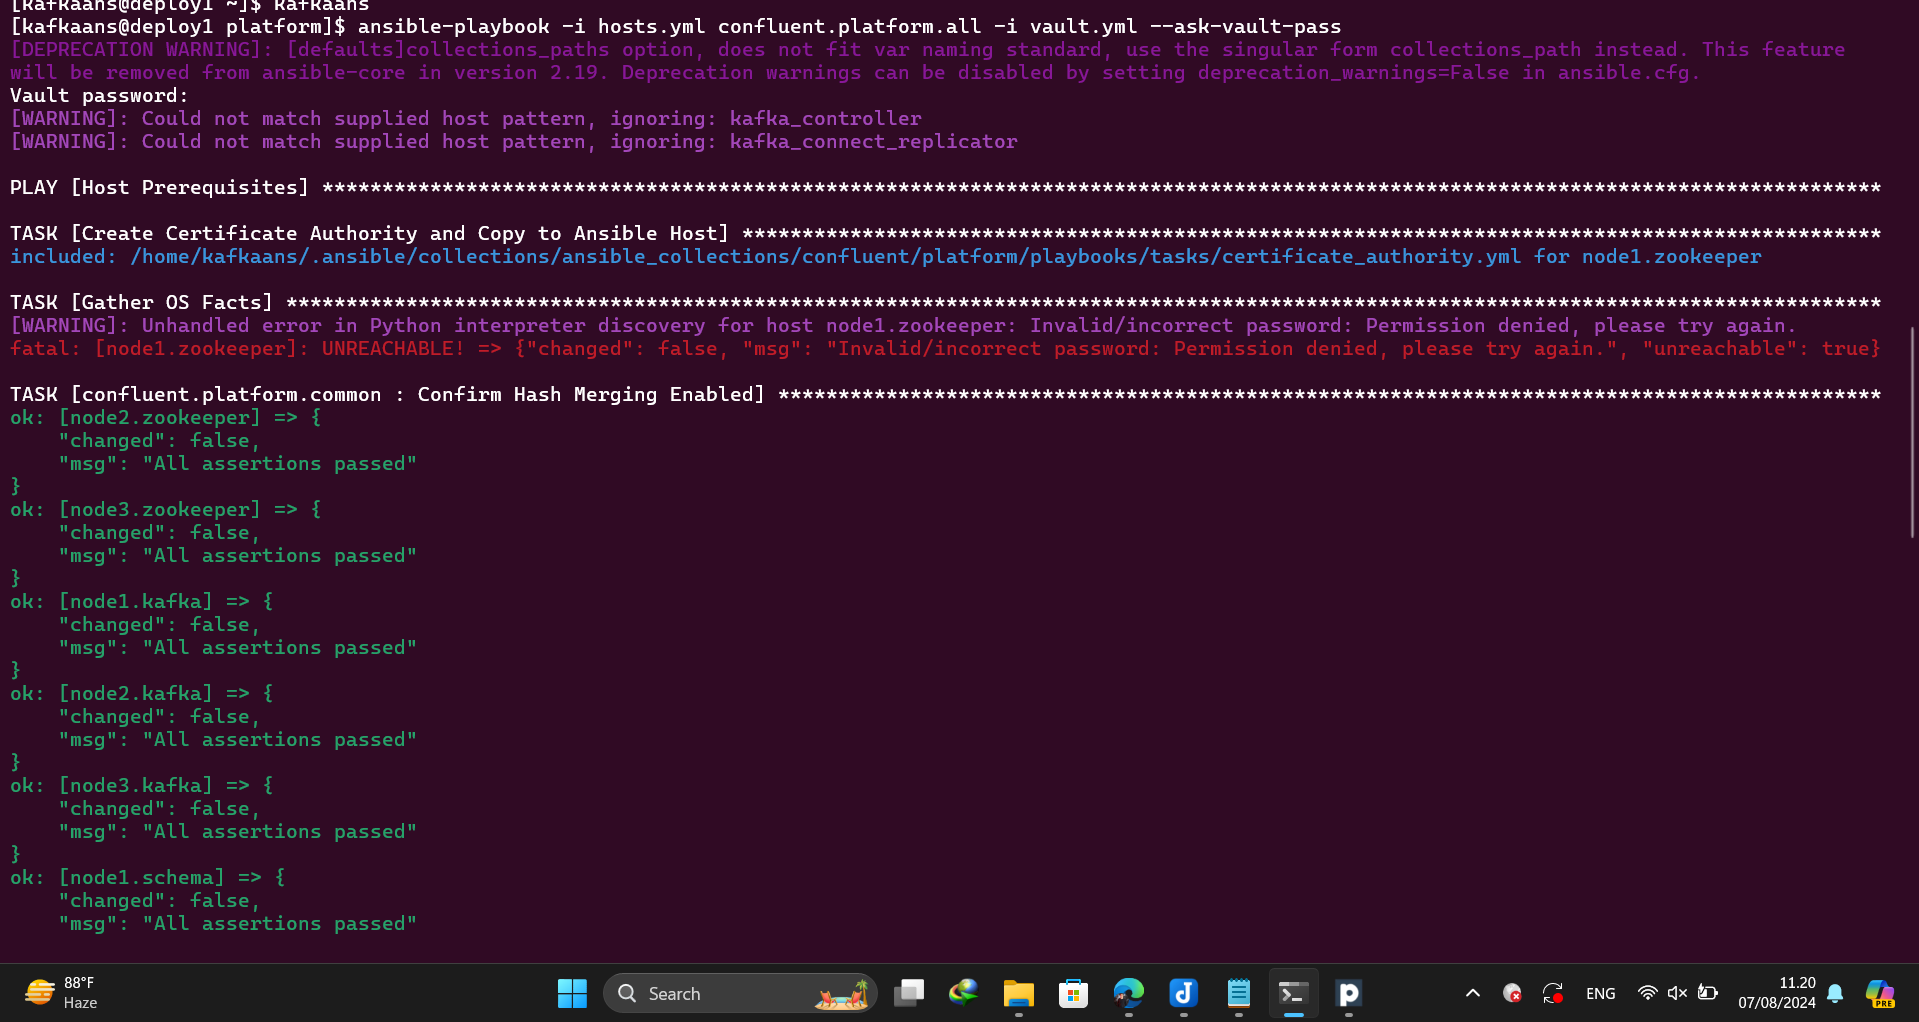 [kafkaans@deploy1 ~]$ kafkaans
[kafkaans@deploy1 platform]$ ansible-playbook -i hosts.yml confluent.platform.all -i vault.yml --ask-vault-pass
[DEPRECATION WARNING]: [defaults]collections_paths option, does not fit var naming standard, use the singular form collections_path instead. This feature
will be removed from ansible-core in version 2.19. Deprecation warnings can be disabled by setting deprecation_warnings=False in ansible.cfg.
Vault password:
[WARNING]: Could not match supplied host pattern, ignoring: kafka_controller
[WARNING]: Could not match supplied host pattern, ignoring: kafka_connect_replicator
PLAY [Host Prerequisites] **********************************************************************************************************************************
TASK [Create Certificate Authority and Copy to Ansible Host] ***********************************************************************************************
included: /home/kafkaans/.ansible/collections/ansible_collections/confluent/platform/playbooks/tasks/certificate_authority.yml for node1.zookeeper
TASK [Gather OS Facts] *************************************************************************************************************************************
[WARNING]: Unhandled error in Python interpreter discovery for host node1.zookeeper: Invalid/incorrect password: Permission denied, please try again.
fatal: [node1.zookeeper]: UNREACHABLE! => {"changed": false, "msg": "Invalid/incorrect password: Permission denied, please try again.", "unreachable": true}
TASK [confluent.platform.common : Confirm Hash Merging Enabled] ********************************************************************************************
ok: [node2.zookeeper] => {
    "changed": false,
    "msg": "All assertions passed"
}
ok: [node3.zookeeper] => {
    "changed": false,
    "msg": "All assertions passed"
}
ok: [node1.kafka] => {
    "changed": false,
    "msg": "All assertions passed"
}
ok: [node2.kafka] => {
    "changed": false,
    "msg": "All assertions passed"
}
ok: [node3.kafka] => {
    "changed": false,
    "msg": "All assertions passed"
}
ok: [node1.schema] => {
    "changed": false,
    "msg": "All assertions passed"
88°F
Haze
Search
ENG
11.20
07/08/2024
PRE